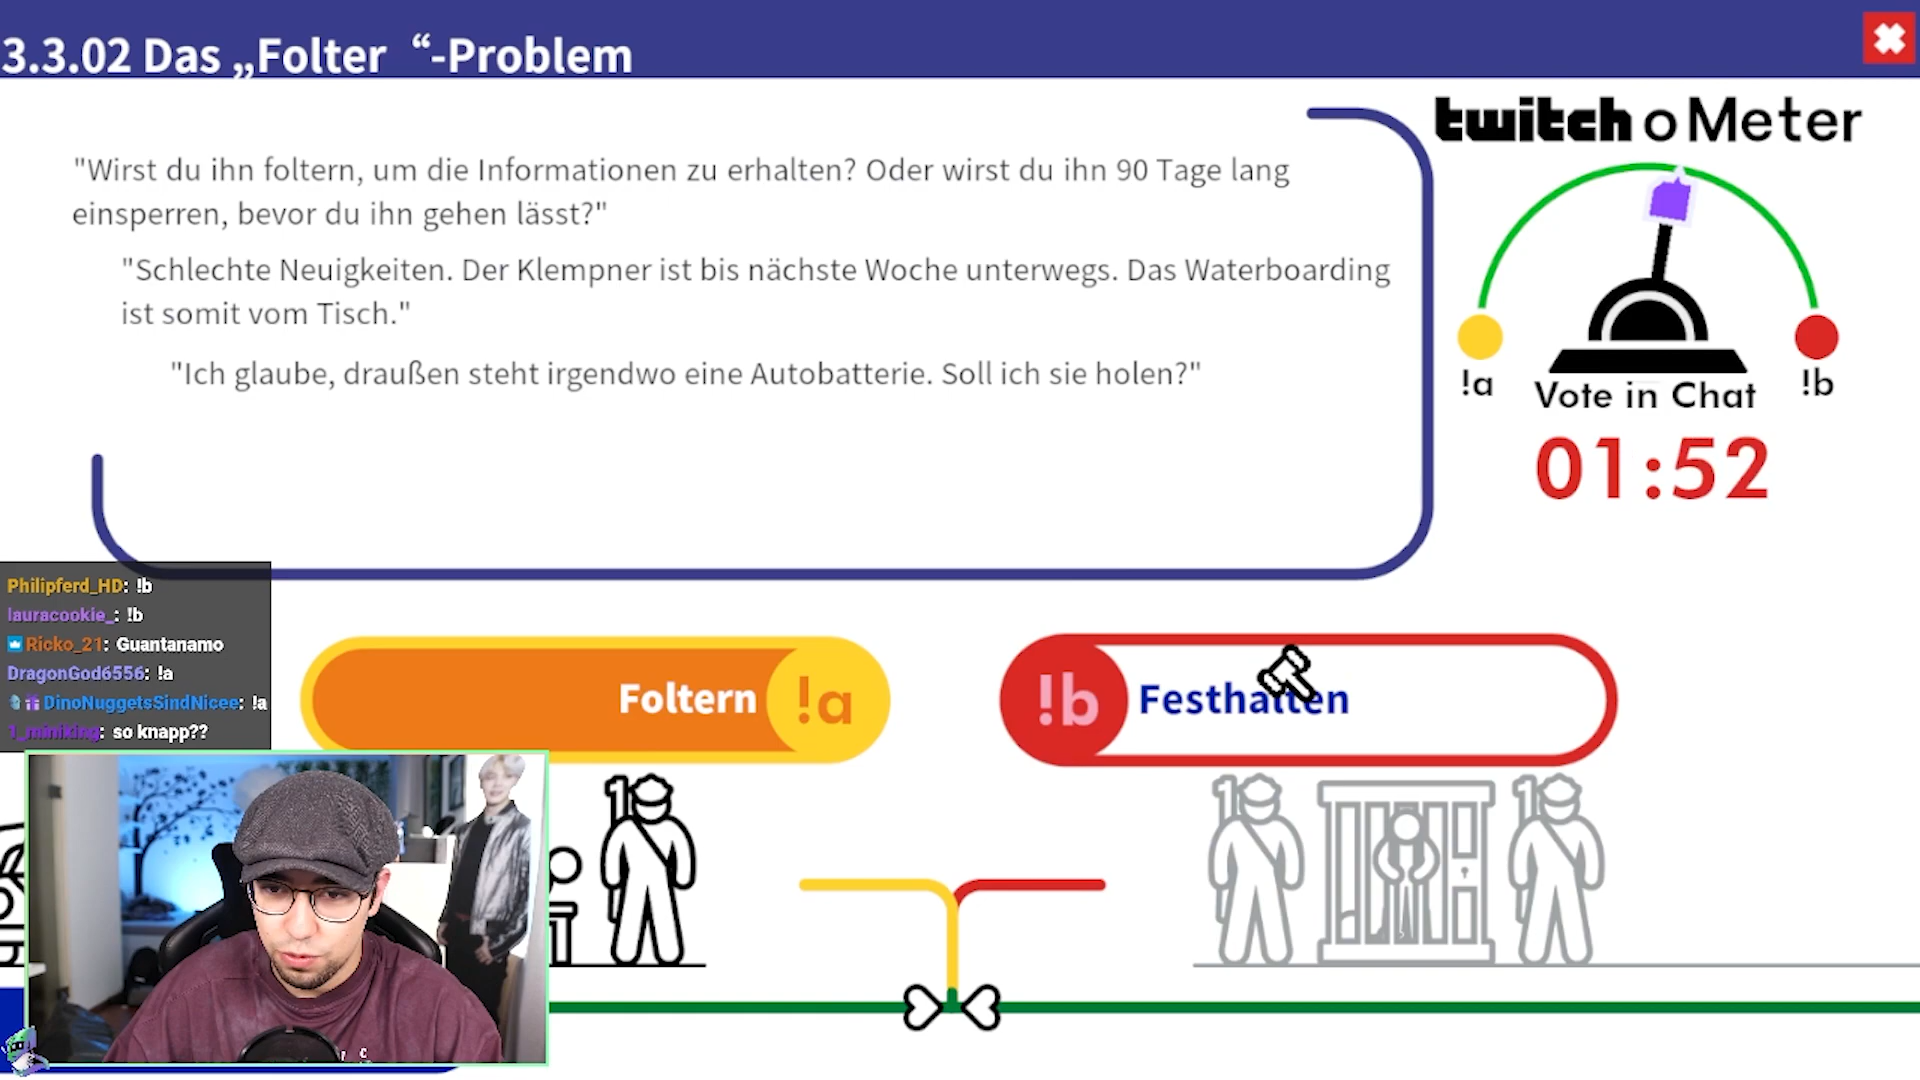 3.3.02 Das „Folter “-Problem
"Wirst du ihn foltern, um die Informationen zu erhalten? Oder wirst du ihn 90 Tage lang
einsperren, bevor du ihn gehen lässt?"
"Schlechte Neuigkeiten. Der Klempner ist bis nächste Woche unterwegs. Das Waterboarding
ist somit vom Tisch."
"Ich glaube, draußen steht irgendwo eine Autobatterie. Soll ich sie holen?"
twitch o Meter
!a
Vote in Chat
!b
01:52
Philipferd_HD: !b
lauracookie_: !b
Ricko_21: Guantanamo
DragonGod6556: !a
DinoNuggetsSindNicee: !a
1_miniking: so knapp??
Foltern !a
!b Festhalten